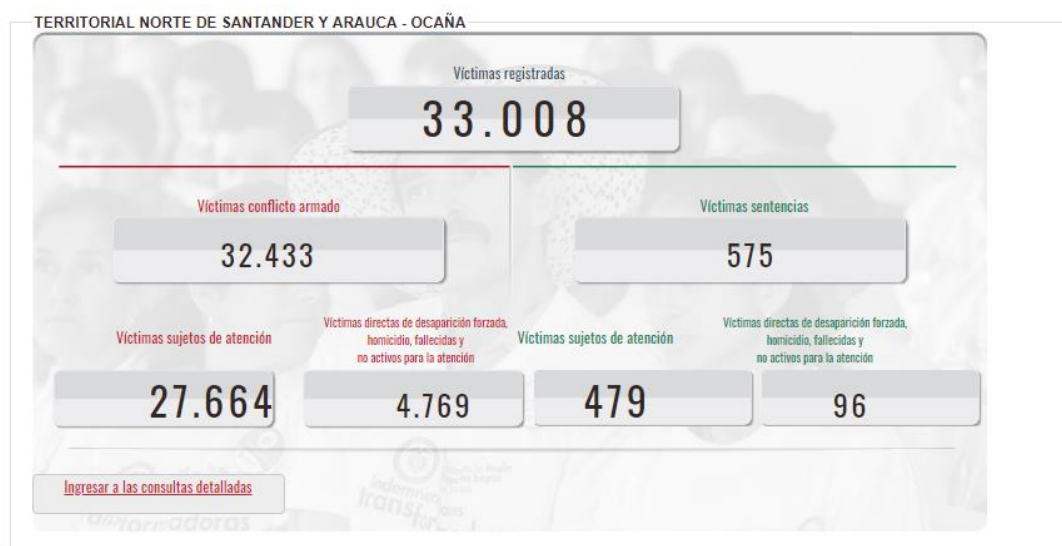 TERRITORIAL NORTE DE SANTANDER Y ARAUCA - OCAÑA
Víctimas registradas
33.008
Víctimas conflicto armado
32.433
Víctimas sentencias
575
Víctimas sujetos de atención
27.664
Víctimas directas de desaparición forzada,
homicidio, fallecidas y
no activos para la atención
4.769
Víctimas sujetos de atención
479
Víctimas directas de desaparición forzada,
homicidio, fallecidas y
no activos para la atención
96
Ingresar a las consultas detalladas